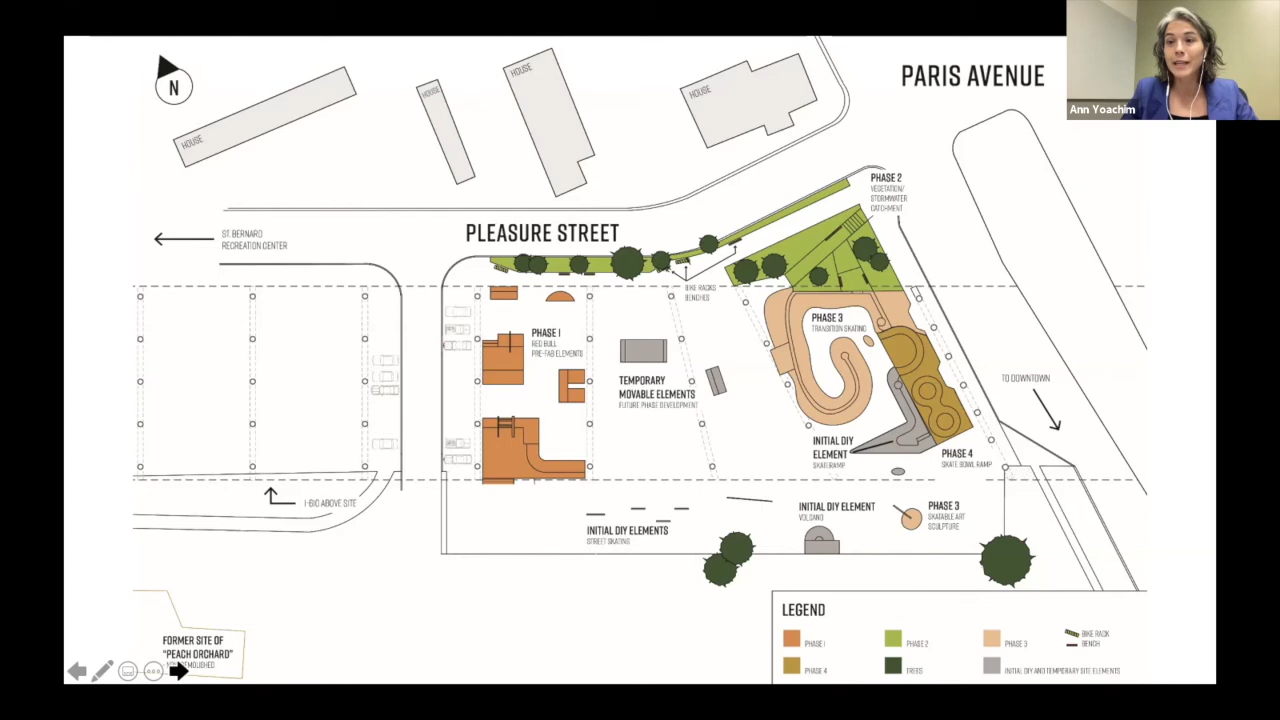 PARIS AVENUE
Ann Yoachim
N
HOUSE
HOUSE
HOUSE
HOUSE
PHASE 2
VEGETATION/
STORMWATER
CATCHMENT
ST. BERNARD
RECREATION CENTER
PLEASURE STREET
BIKE RACKS
BENCHES
PHASE 1
RED BULL
PRE-FAB ELEMENTS
PHASE 3
TRANSITION SKATING
TEMPORARY
MOVABLE ELEMENTS
FUTURE PHASE DEVELOPMENT
TO DOWNTOWN
INITIAL DIY
ELEMENT
SKATE RAMP
PHASE 4
SKATE BOWL RAMP
I-610 ABOVE SITE
INITIAL DIY ELEMENTS
STREET SKATING
INITIAL DIY ELEMENT
VOLCANO
PHASE 3
SKATABLE ART
SCULPTURE
FORMER SITE OF
"PEACH ORCHARD"
DEMOLISHED
LEGEND
PHASE 1
PHASE 2
PHASE 3
BIKE RACK
BENCH
PHASE 4
TREES
INITIAL DIY AND TEMPORARY SITE ELEMENTS